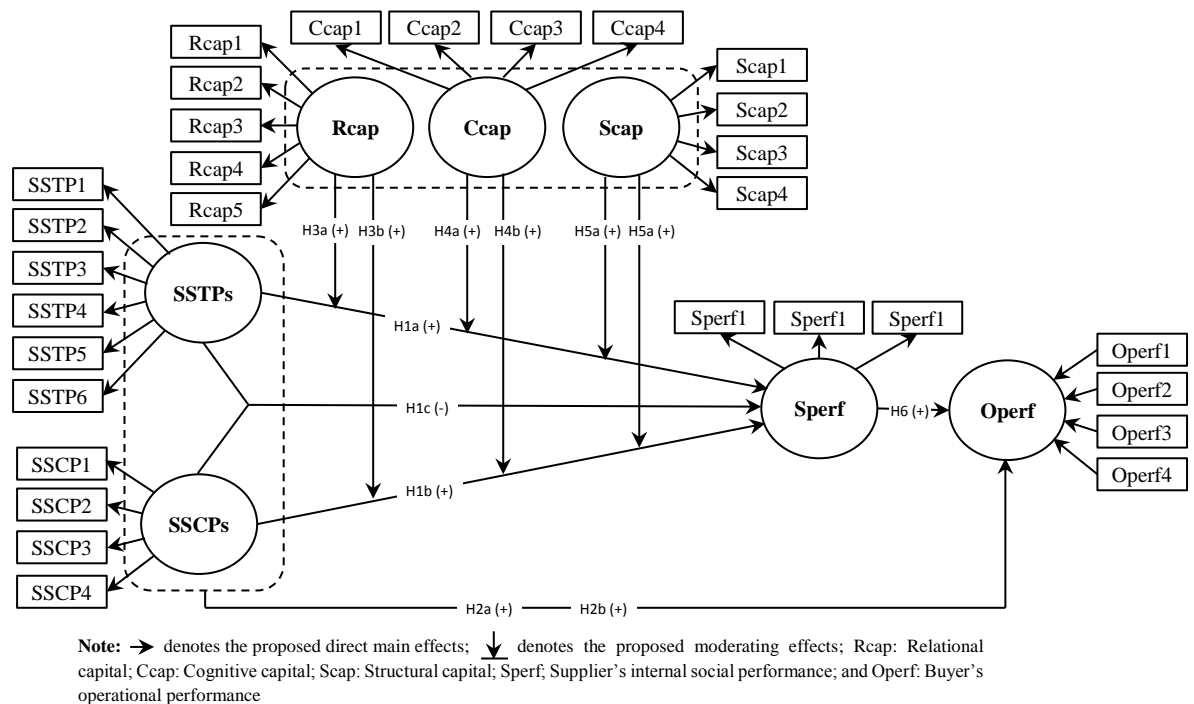 Ccap1
Ccap2
Ccap3
Ccap4
Rcap1
Rcap2
Rcap3
Rcap4
Rcap5
Rcap
Ccap
Scap
Scap1
Scap2
Scap3
Scap4
SSTP1
SSTP2
SSTP3
SSTP4
SSTP5
SSTP6
SSTPs
H3a (+)
H3b (+)
H4a (+)
H4b (+)
H5a (+)
H5a (+)
H1a (+)
Sperf1
Sperf1
Sperf1
Operf1
Operf2
Operf3
Operf4
H1c (-)
Sperf
H6 (+)
Operf
SSCP1
SSCP2
SSCP3
SSCP4
SSCPs
H1b (+)
H2a (+)
H2b (+)
Note: denotes the proposed direct main effects; denotes the proposed moderating effects; Rcap: Relational
capital; Ccap: Cognitive capital; Scap: Structural capital; Sperf; Supplier's internal social performance; and Operf: Buyer's
operational performance